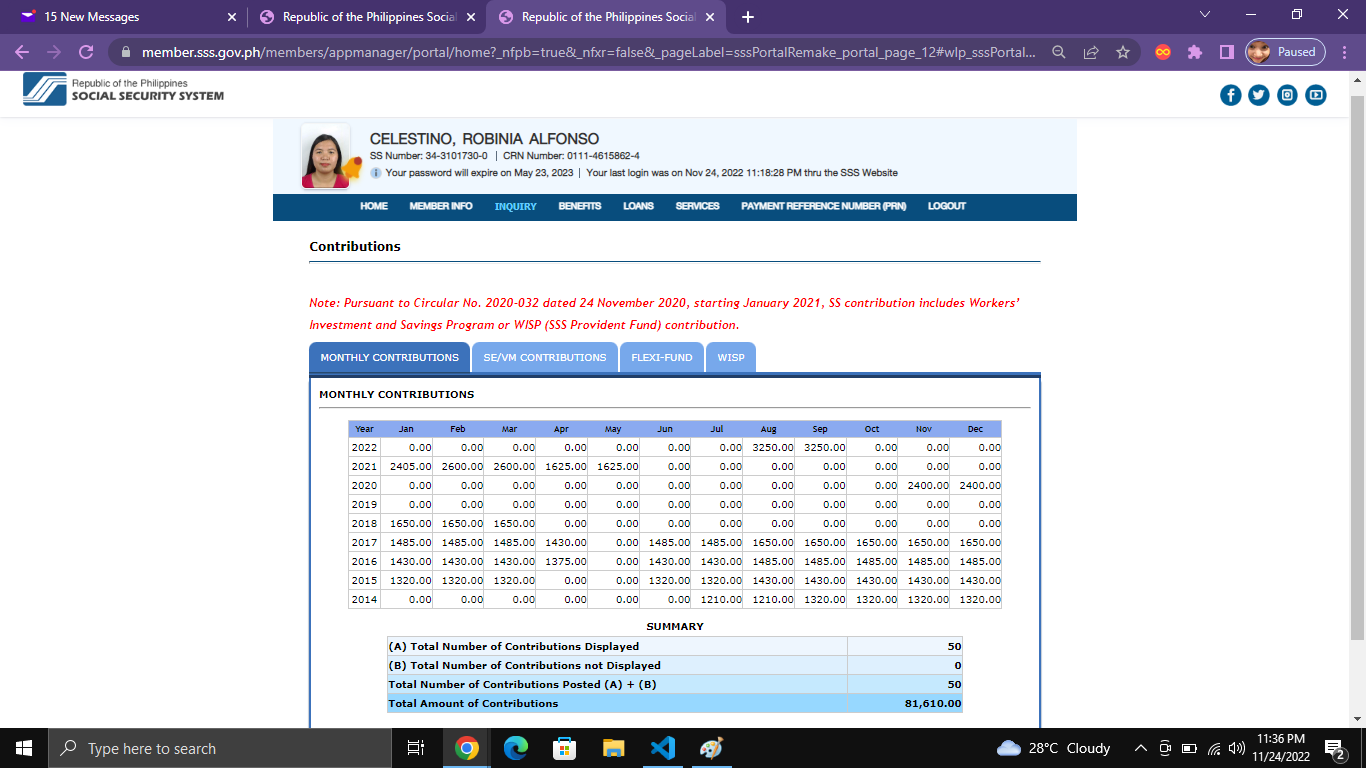 15 New Messages
Republic of the Philippines Social
Republic of the Philippines Social
member.sss.gov.ph/members/appmanager/portal/home?_nfpb=true&_nfxr=false&_pageLabel=sssPortalRemake_portal_page_12#wlp_sssPortal...
Paused
Republic of the Philippines
SOCIAL SECURITY SYSTEM
CELESTINO, ROBINIA ALFONSO
SS Number: 34-3101730-0 | CRN Number: 0111-4615862-4
Your password will expire on May 23, 2023 | Your last login was on Nov 24, 2022 11:18:28 PM thru the SSS Website
HOME MEMBER INFO INQUIRY BENEFITS LOANS SERVICES PAYMENT REFERENCE NUMBER (PRN) LOGOUT
Contributions
Note: Pursuant to Circular No. 2020-032 dated 24 November 2020, starting January 2021, SS contribution includes Workers'
Investment and Savings Program or WISP (SSS Provident Fund) contribution.
MONTHLY CONTRIBUTIONS SE/VM CONTRIBUTIONS FLEXI-FUND WISP
MONTHLY CONTRIBUTIONS
Year Jan Feb Mar Apr May Jun Jul Aug Sep Oct Nov Dec
2022 0.00 0.00 0.00 0.00 0.00 0.00 0.00 3250.00 3250.00 0.00 0.00 0.00
2021 2405.00 2600.00 2600.00 1625.00 1625.00 0.00 0.00 0.00 0.00 0.00 0.00 0.00
2020 0.00 0.00 0.00 0.00 0.00 0.00 0.00 0.00 0.00 0.00 2400.00 2400.00
2019 0.00 0.00 0.00 0.00 0.00 0.00 0.00 0.00 0.00 0.00 0.00 0.00
2018 1650.00 1650.00 1650.00 0.00 0.00 0.00 0.00 0.00 0.00 0.00 0.00 0.00
2017 1485.00 1485.00 1485.00 1430.00 0.00 1485.00 1485.00 1650.00 1650.00 1650.00 1650.00 1650.00
2016 1430.00 1430.00 1430.00 1375.00 0.00 1430.00 1430.00 1485.00 1485.00 1485.00 1485.00 1485.00
2015 1320.00 1320.00 1320.00 0.00 0.00 1320.00 1320.00 1430.00 1430.00 1430.00 1430.00 1430.00
2014 0.00 0.00 0.00 0.00 0.00 0.00 1210.00 1210.00 1320.00 1320.00 1320.00 1320.00
SUMMARY
(A) Total Number of Contributions Displayed 50
(B) Total Number of Contributions not Displayed 0
Total Number of Contributions Posted (A) + (B) 50
Total Amount of Contributions 81,610.00
Type here to search
28°C Cloudy
11:36 PM
11/24/2022
2